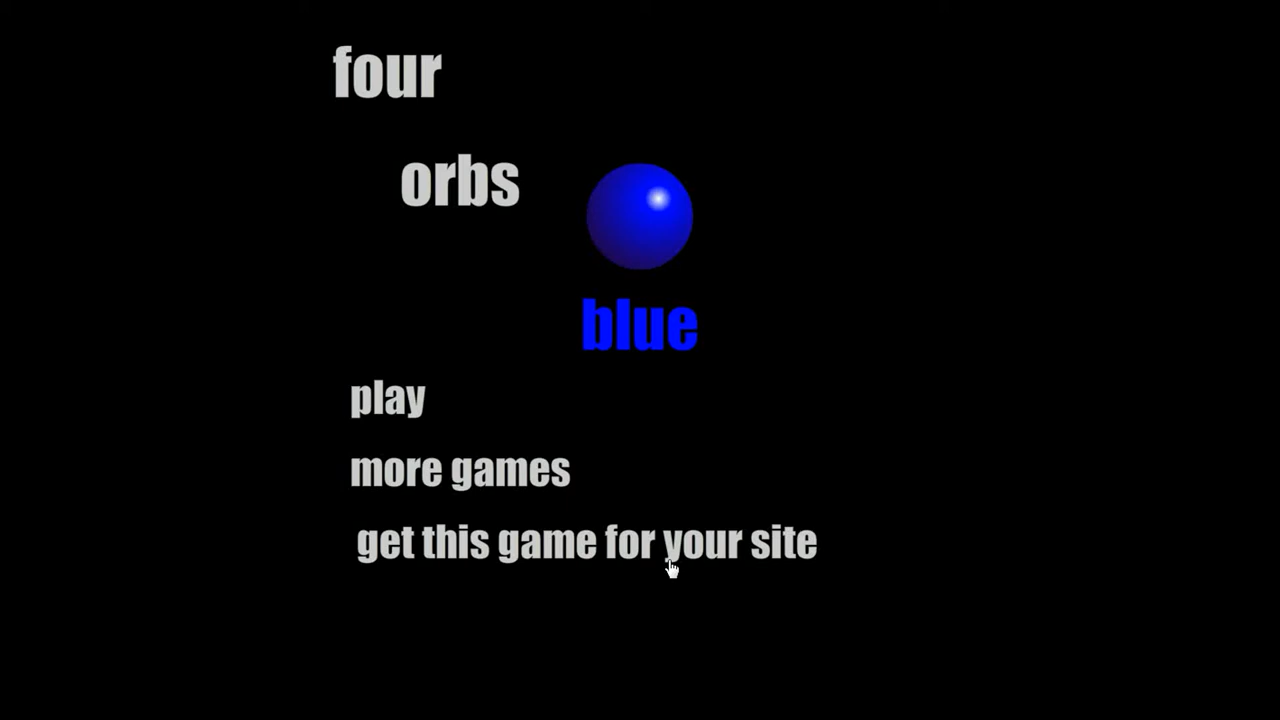 four
orbs
blue
play
more games
get this game for your site